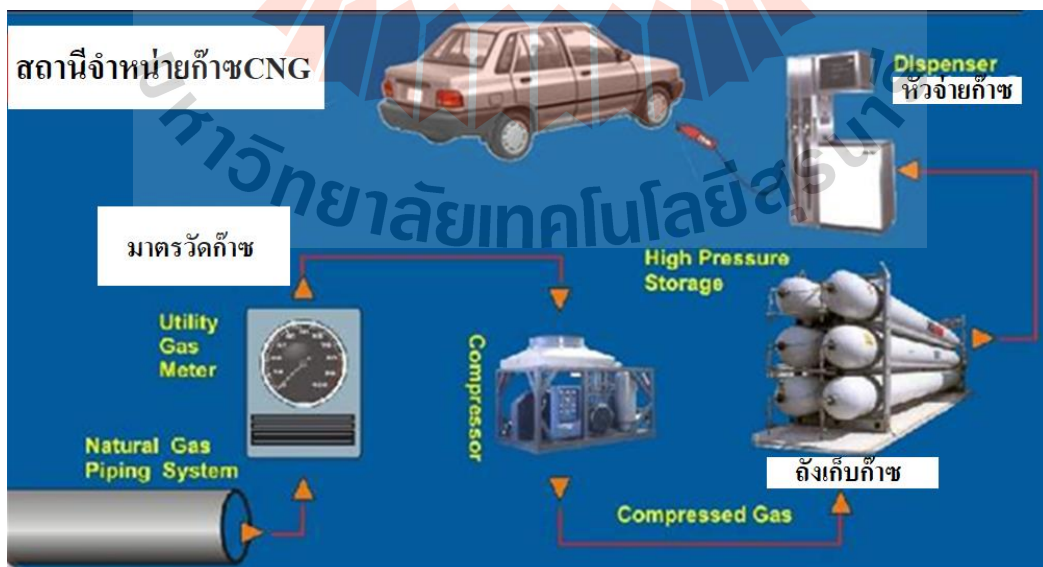 สถานีจำหน่ายก๊าซCNG
Dispenser
หัวจ่ายก๊าซ
มหาวิทยาลัยเทคโนโลยีสุรนารี
มาตรวัดก๊าซ
High Pressure
Storage
Utility
Gas
Meter
Compressor
Natural Gas
Piping System
ถังเก็บก๊าซ
Compressed Gas